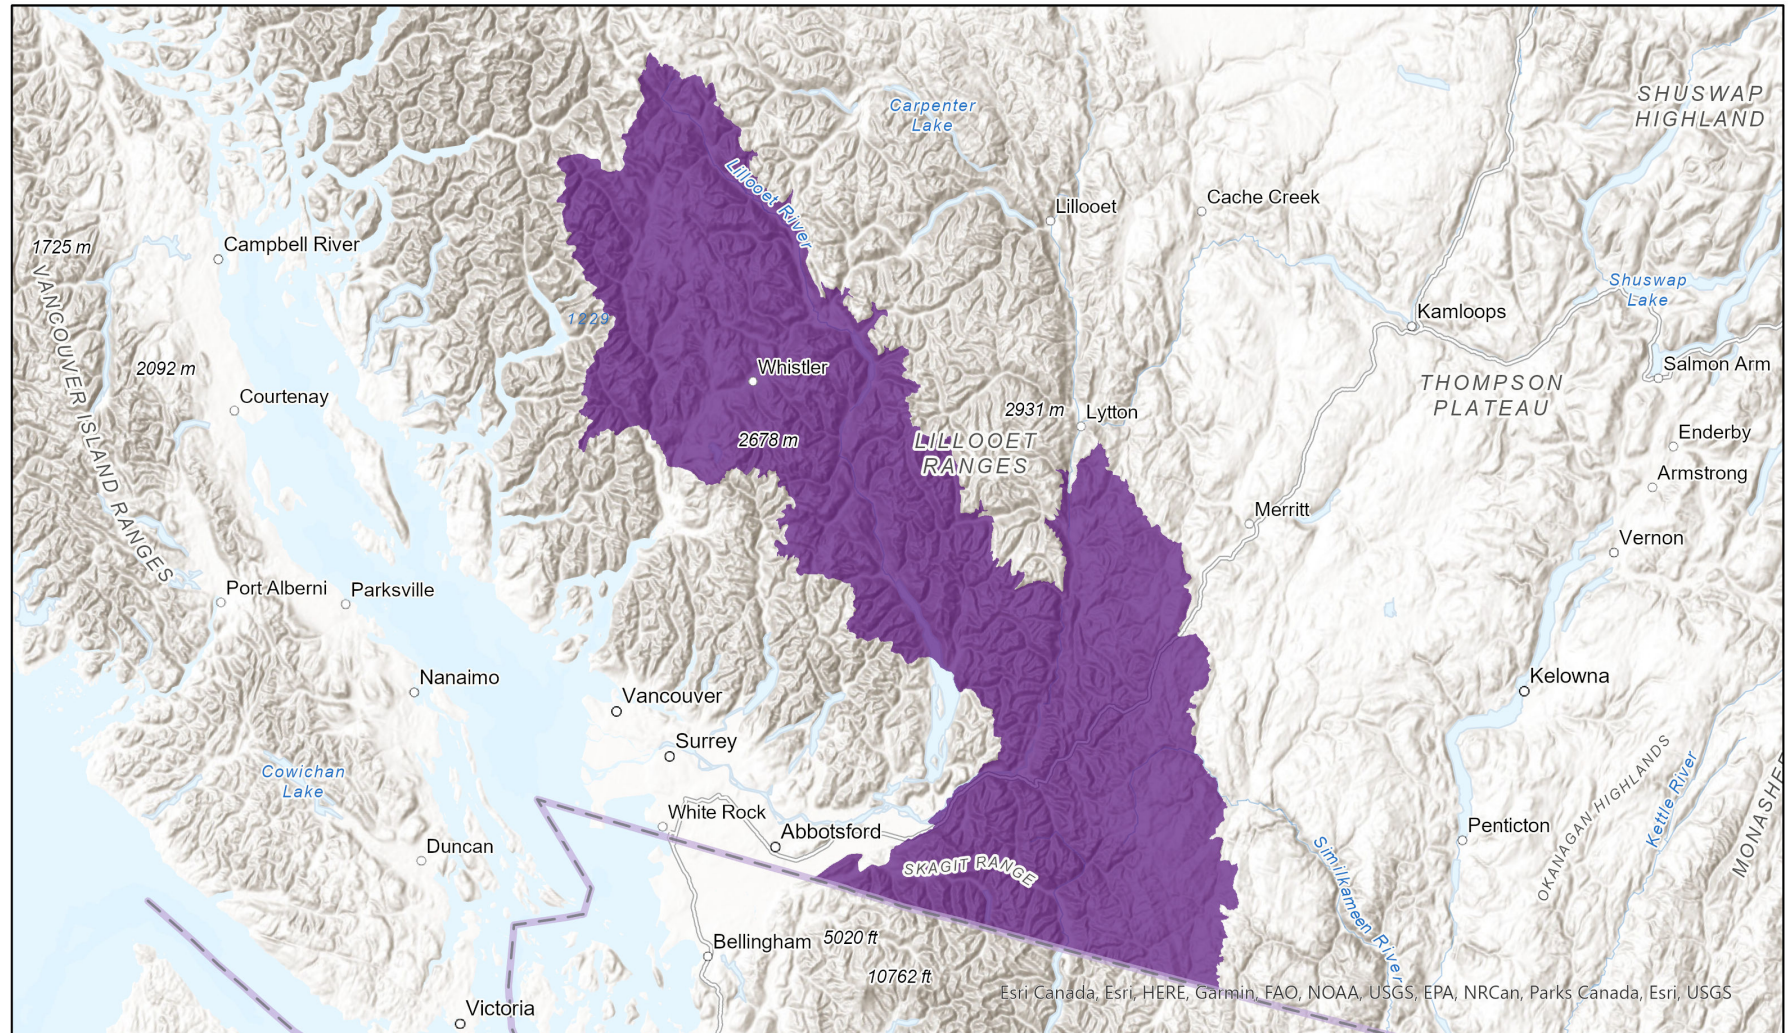 Carpenter
Lake
SHUSWAP
HIGHLAND
Lillooet River
Lillooet
Cache Creek
1725 m
Campbell River
VANCOUVER ISLAND RANGES
1229
Shuswap
Lake
Kamloops
2092 m
Whistler
Salmon Arm
Courtenay
2931 m
Lytton
THOMPSON
PLATEAU
2678 m
LILLOOET
RANGES
Enderby
Armstrong
Merritt
Vernon
Port Alberni
Parksville
Nanaimo
Vancouver
Kelowna
Surrey
Cowichan
Lake
OKANAGAN HIGHLANDS
Kettle River
MONASHE
White Rock
Abbotsford
Penticton
Duncan
SKAGIT RANGE
Similkameen River
Bellingham
5020 ft
10762 ft
Esri Canada, Esri, HERE, Garmin, FAO, NOAA, USGS, EPA, NRCan, Parks Canada, Esri, USGS
Victoria